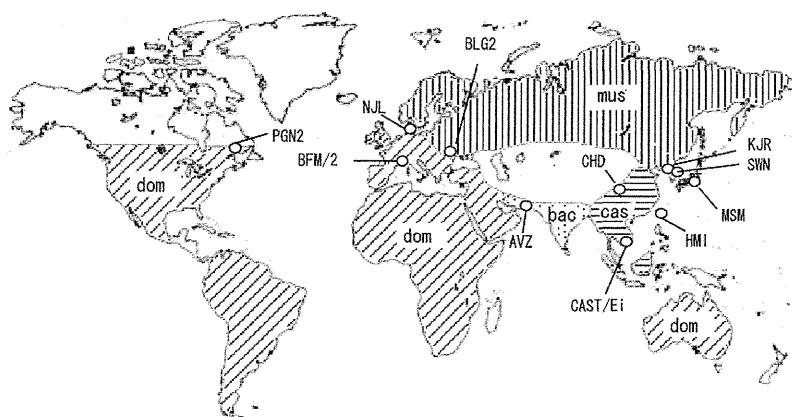 BLG2
mus
NJL
PGN2
KJR
BFM/2
SWN
CHD
dom
MSM
bac
cas
dom
AVZ
HMI
CAST/Ei
dom